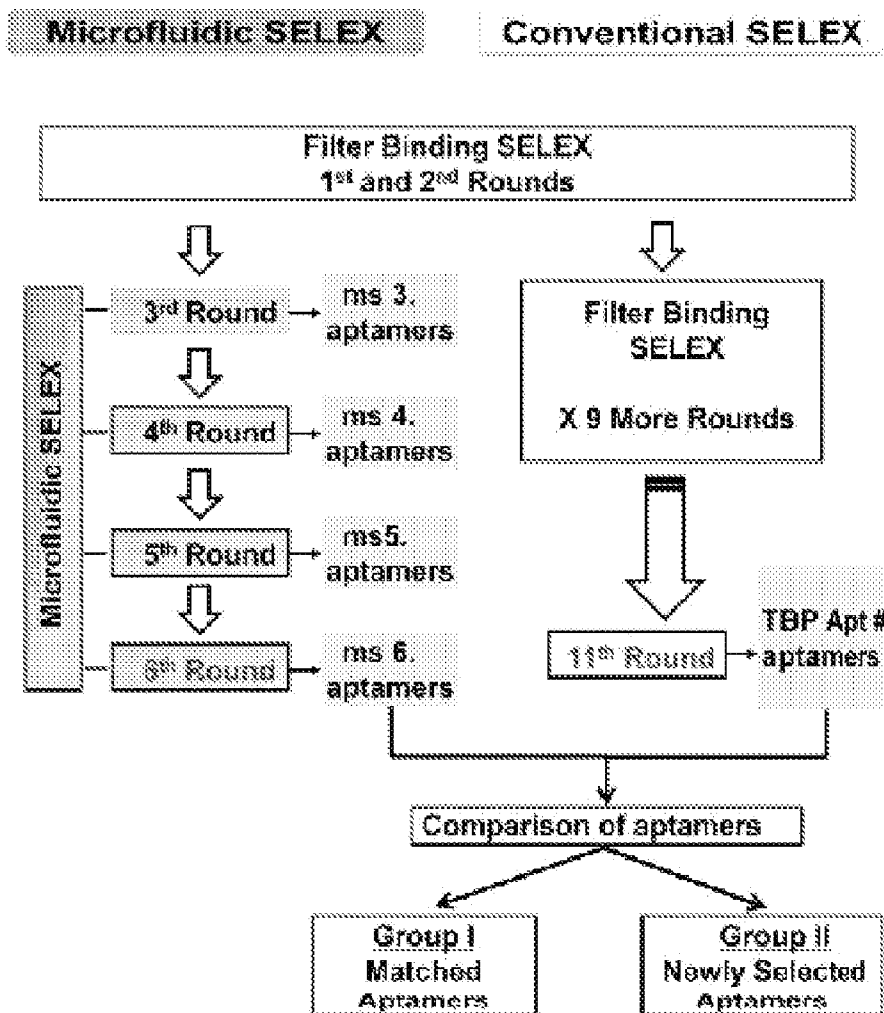 Microfluidic SELEX
Conventional SELEX
Filter Binding SELEX
1st and 2nd Rounds
Microfluidic SELEX
3rd Round
ms 3.
aptamers
4th Round
ms 4.
aptamers
5th Round
ms5.
aptamers
6th Round
ms 6.
aptamers
Filter Binding
SELEX
X 9 More Rounds
11th Round
TBP Apt #
aptamers
Comparison of aptamers
Group I
Matched
Aptamers
Group II
Newly Selected
Aptamers